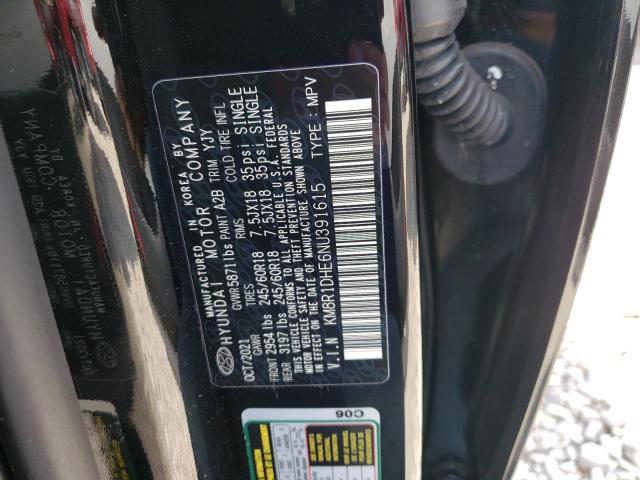 MANUFACTURED IN KOREA BY
HYUNDAI MOTOR COMPANY
OCT/2021 GVWR5871lbs PAINT A2B TRIM YJY
GAWR TIRES RIMS COLD TIRE INFL
FRONT 2954lbs 245/60R18 7.5JX18 35psi SINGLE
REAR 3197lbs 245/60R18 7.5JX18 35psi SINGLE
THIS VEHICLE CONFORMS TO ALL APPLICABLE U.S.A. FEDERAL
MOTOR VEHICLE SAFETY AND THEFT PREVENTION STANDARDS
IN EFFECT ON THE DATE OF MANUFACTURE SHOWN ABOVE
V.I.N KM8R1DHE6NU391615 TYPE : MPV
C06